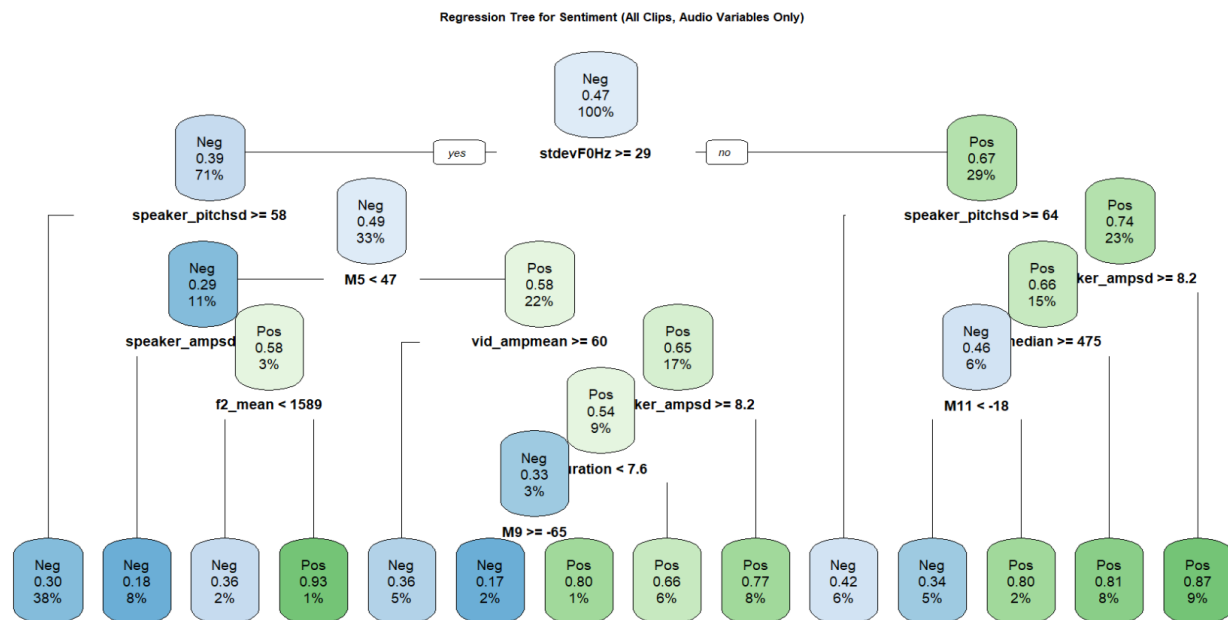 Regression Tree for Sentiment (All Clips, Audio Variables Only)
Neg
0.47
100%
yes
stdevF0Hz >= 29
no
Neg
0.39
71%
speaker_pitchsd >= 58
Pos
0.67
29%
speaker_pitchsd >= 64
Neg
0.49
33%
M5 < 47
Pos
0.74
23%
ker_ampsd >= 8.2
Neg
0.29
11%
speaker_ampsd
Pos
0.58
22%
vid_ampmean >= 60
Pos
0.66
15%
nedian >= 475
Pos
0.58
3%
f2_mean < 1589
Pos
0.65
17%
ker_ampsd >= 8.2
Neg
0.46
6%
M11 < -18
Pos
0.54
9%
uration < 7.6
Neg
0.33
3%
M9 >= -65
Neg
0.30
38%
Neg
0.18
8%
Neg
0.36
2%
Pos
0.93
1%
Neg
0.36
5%
Neg
0.17
2%
Pos
0.80
1%
Pos
0.66
6%
Pos
0.77
8%
Neg
0.42
6%
Neg
0.34
5%
Pos
0.80
2%
Pos
0.81
8%
Pos
0.87
9%